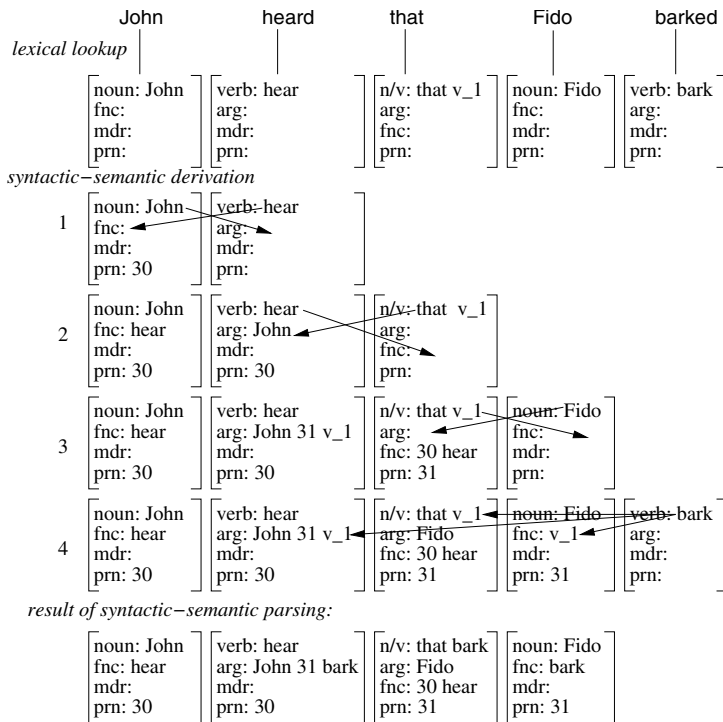 John heard that Fido barked
lexical lookup
noun: John verb: hear n/v: that v_1 noun: Fido verb: bark
fnc: arg: arg: fnc: arg:
mdr: mdr: fnc: mdr: mdr:
prn: prn: prn: prn: prn:
syntactic−semantic derivation
noun: John verb: hear
1 fnc: arg:
mdr: mdr:
prn: 30 prn:
noun: John verb: hear n/v: that v_1
2 fnc: hear arg: John arg:
mdr: mdr: fnc:
prn: 30 prn: 30 prn:
noun: John verb: hear n/v: that v_1 noun: Fido
3 fnc: hear arg: John 31 v_1 arg: fnc:
mdr: mdr: fnc: 30 hear mdr:
prn: 30 prn: 30 prn: 31 prn:
noun: John verb: hear n/v: that v_1 noun: Fido verb: bark
4 fnc: hear arg: John 31 v_1 arg: Fido fnc: v_1 arg:
mdr: mdr: fnc: 30 hear mdr: mdr:
prn: 30 prn: 30 prn: 31 prn: 31 prn:
result of syntactic−semantic parsing:
noun: John verb: hear n/v: that bark noun: Fido
fnc: hear arg: John 31 bark arg: Fido fnc: bark
mdr: mdr: fnc: 30 hear mdr:
prn: 30 prn: 30 prn: 31 prn: 31